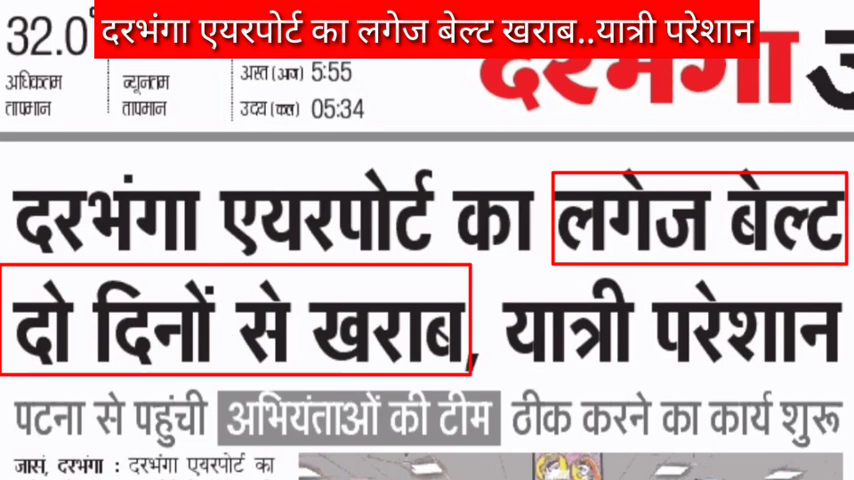 दरभंगा एयरपोर्ट का लगेज बेल्ट खराब..यात्री परेशान
32.0°
अधिकतम तापमान
न्यूनतम तापमान
अस्त (आज) 5:55
उदय (कल) 05:34
दरभंगा
दरभंगा एयरपोर्ट का लगेज बेल्ट
दो दिनों से खराब, यात्री परेशान
पटना से पहुंची अभियंताओं की टीम ठीक करने का कार्य शुरू
जासं, दरभंगा : दरभंगा एयरपोर्ट का